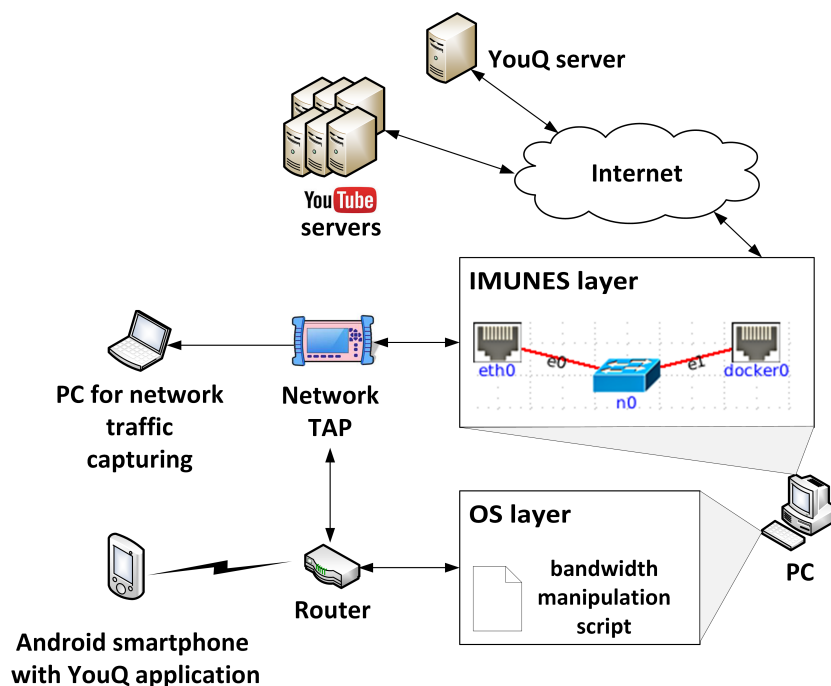 YouQ server
Internet
YouTube
servers
IMUNES layer
eth0
e0
n0
e1
docker0
PC for network
traffic
capturing
Network
TAP
OS layer
bandwidth
manipulation
script
PC
Router
Android smartphone
with YouQ application